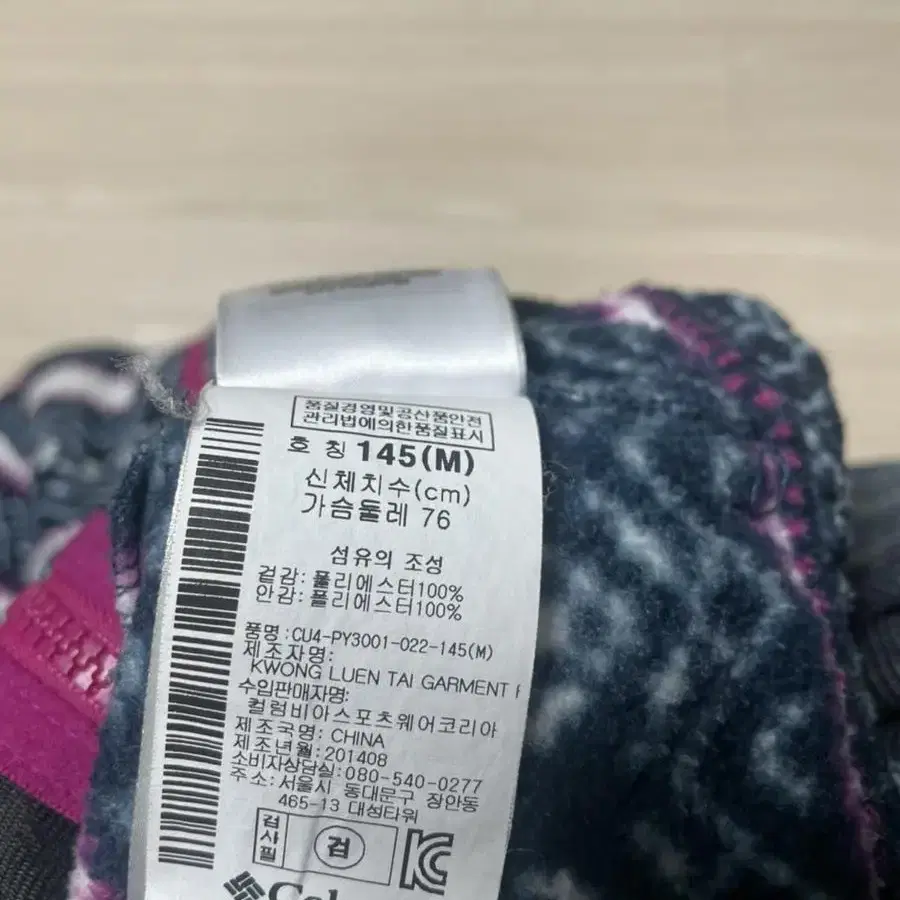 품질경영및공산품안전
관리법에의한품질표시
호 칭 145(M)
신체치수(cm)
가슴둘레 76
섬유의 조성
겉감: 폴리에스터100%
안감: 폴리에스터100%
품명:CU4-PY3001-022-145(M)
제조자명:
KWONG LUEN TAI GARMENT
수입판매자명:
컬럼비아스포츠웨어코리아
제조국명: CHINA
제조년월: 201408
소비자상담실: 080-540-0277
주소: 서울시 동대문구 장안동
465-13 대성타워
검사필 검